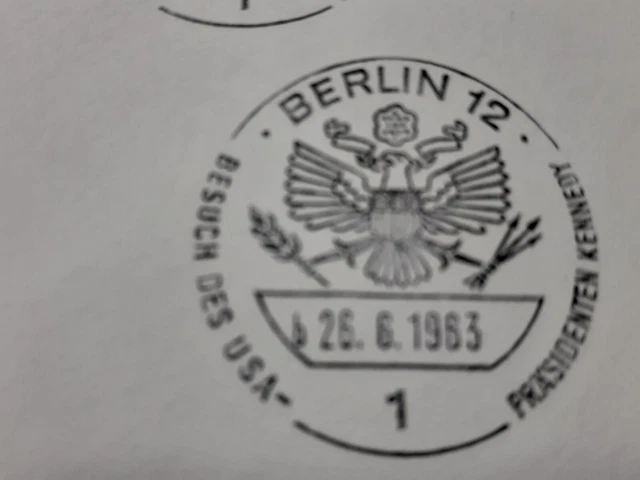 BERLIN 12
BESUCH DES USA-
PRÄSIDENTEN KENNEDY
b 26. 6. 1963
1